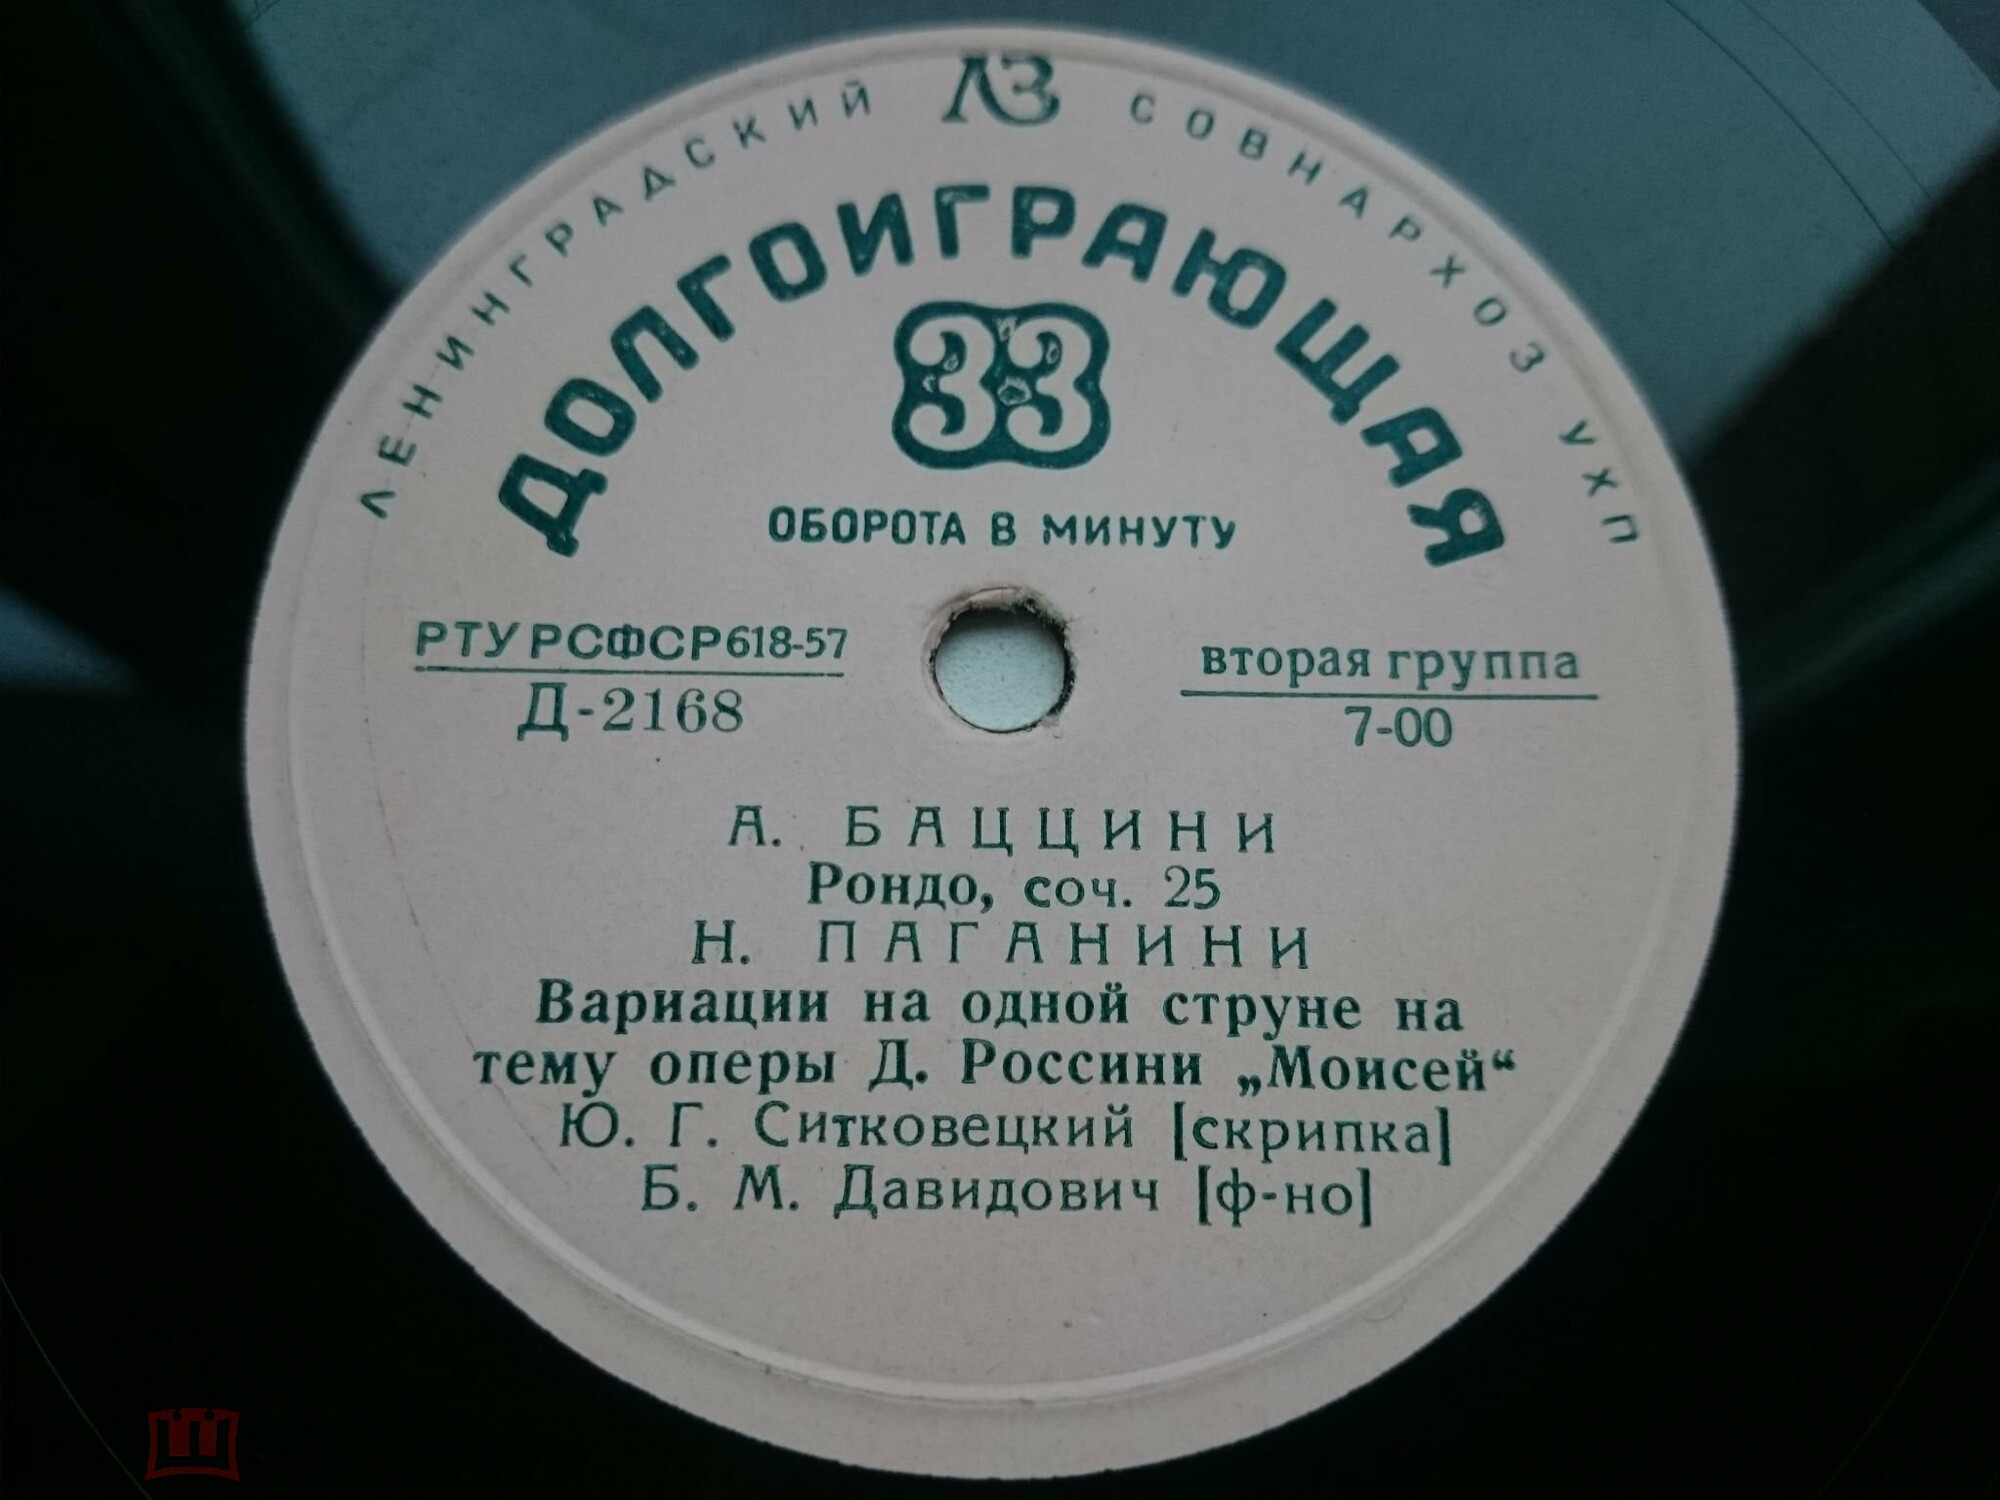 ЛЕНИНГРАДСКИЙ ЛЗ СОВНАРХОЗ УХП
ДОЛГОИГРАЮЩАЯ
33
ОБОРОТА В МИНУТУ
РТУ РСФСР 618-57
Д-2168
вторая группа
7-00
А. БАЦЦИНИ
Рондо, соч. 25
Н. ПАГАНИНИ
Вариации на одной струне на
тему оперы Д. Россини „Моисей“
Ю. Г. Ситковецкий [скрипка]
Б. М. Давидович [ф-но]